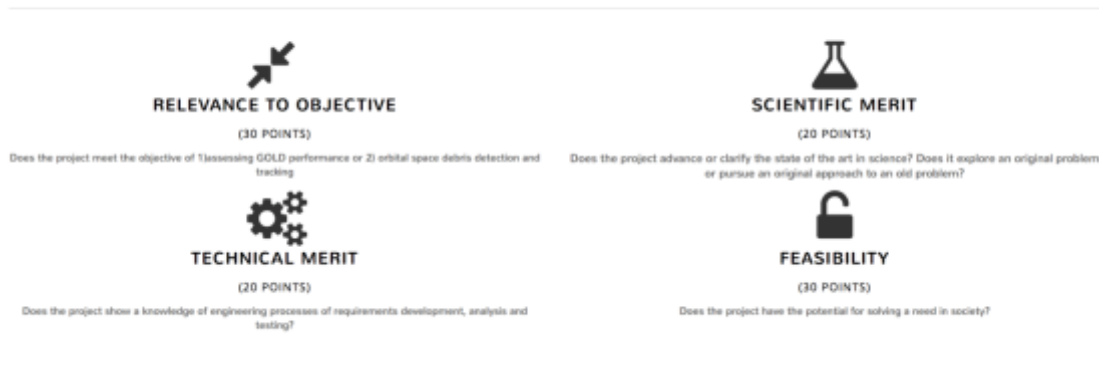 RELEVANCE TO OBJECTIVE
(30 POINTS)
Does the project meet the objective of 1)assessing GOLD performance or 2) orbital space debris detection and
tracking
SCIENTIFIC MERIT
(20 POINTS)
Does the project advance or clarify the state of the art in science? Does it explore an original problem
or pursue an original approach to an old problem?
TECHNICAL MERIT
(20 POINTS)
Does the project show a knowledge of engineering processes of requirements development, analysis and
testing?
FEASIBILITY
(30 POINTS)
Does the project have the potential for solving a need in society?